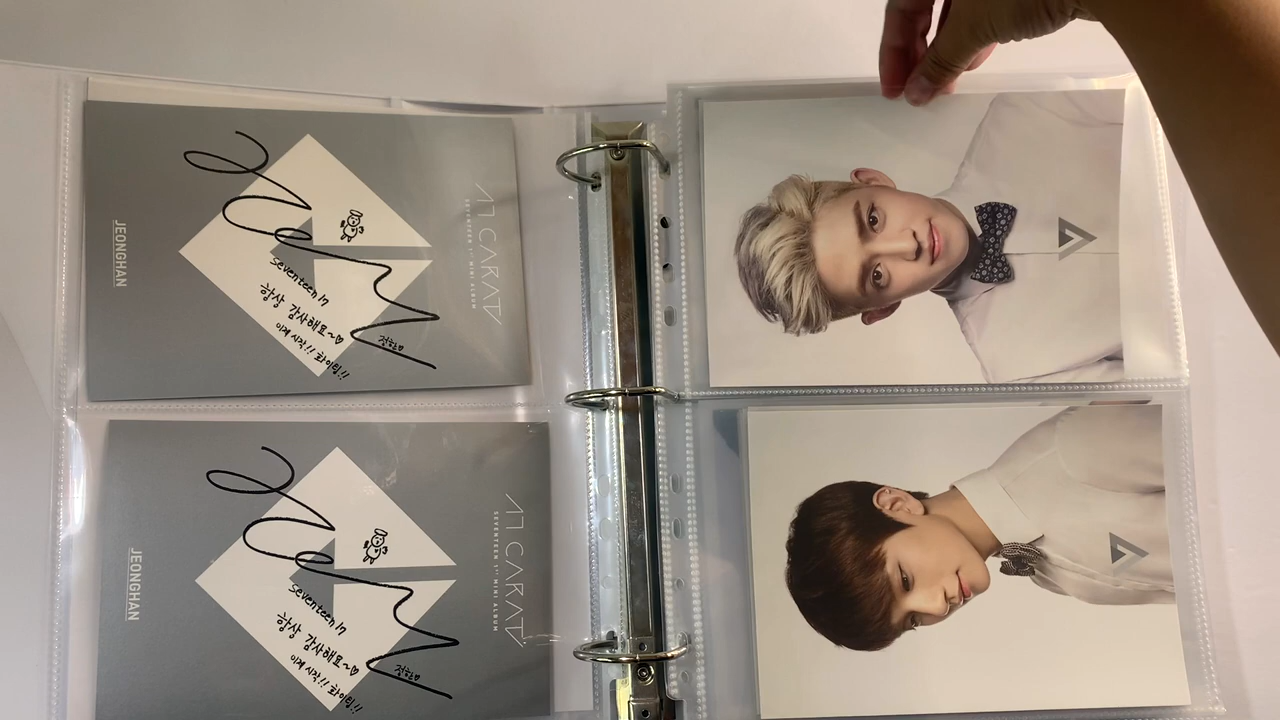 17 CARAT
SEVENTEEN 1ST MINI ALBUM
seventeen 17
항상 감사해요~♡
이제 시작!! 화이팅!!
정한♡
JEONGHAN
17 CARAT
SEVENTEEN 1ST MINI ALBUM
seventeen 17
항상 감사해요~♡
이제 시작!! 화이팅!!
정한♡
JEONGHAN